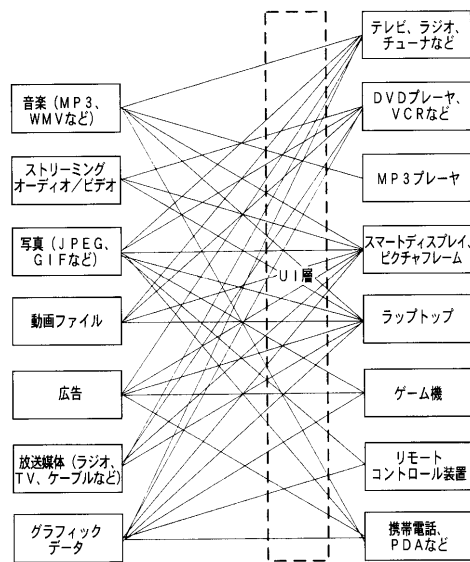 音楽（ＭＰ３、
ＷＭＶなど）
ストリーミング
オーディオ／ビデオ
写真（ＪＰＥＧ、
ＧＩＦなど）
動画ファイル
広告
放送媒体（ラジオ、
ＴＶ、ケーブルなど）
グラフィック
データ
ＵＩ層
テレビ、ラジオ、
チューナなど
ＤＶＤプレーヤ、
ＶＣＲなど
ＭＰ３プレーヤ
スマートディスプレイ、
ピクチャフレーム
ラップトップ
ゲーム機
リモート
コントロール装置
携帯電話、
ＰＤＡなど